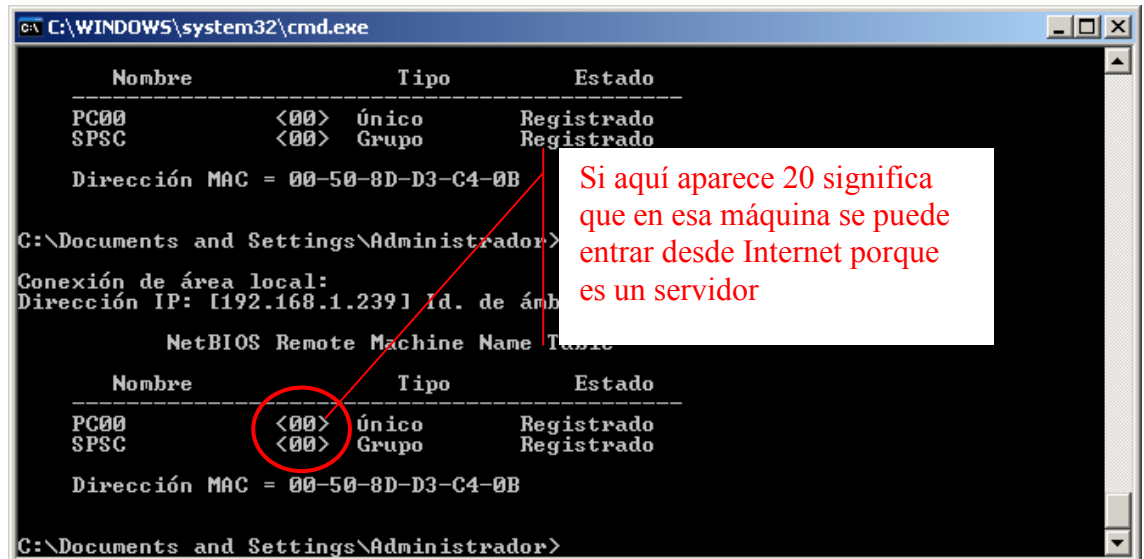 C:\WINDOWS\system32\cmd.exe
Nombre Tipo Estado
PC00 <00> Único Registrado
SPSC <00> Grupo Registrado
Dirección MAC = 00-50-8D-D3-C4-0B
C:\Documents and Settings\Administrador>
Conexión de área local:
Dirección IP: [192.168.1.239] Id. de ámb
NetBIOS Remote Machine Name Table
Nombre Tipo Estado
PC00 <00> Único Registrado
SPSC <00> Grupo Registrado
Dirección MAC = 00-50-8D-D3-C4-0B
C:\Documents and Settings\Administrador>
Si aquí aparece 20 significa
que en esa máquina se puede
entrar desde Internet porque
es un servidor